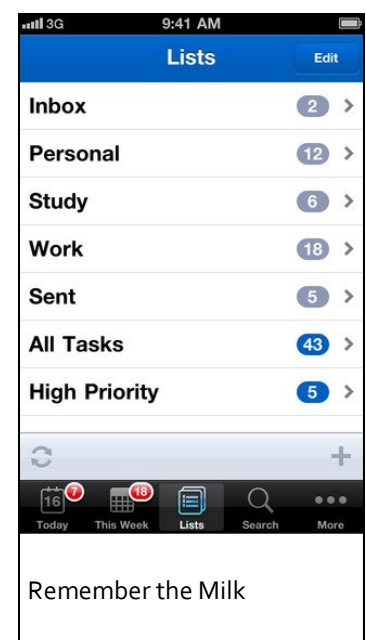 3G 9:41 AM
Lists Edit
Inbox 2
Personal 12
Study 6
Work 18
Sent 5
All Tasks 43
High Priority 5
16 7 18
Today This Week Lists Search More
Remember the Milk